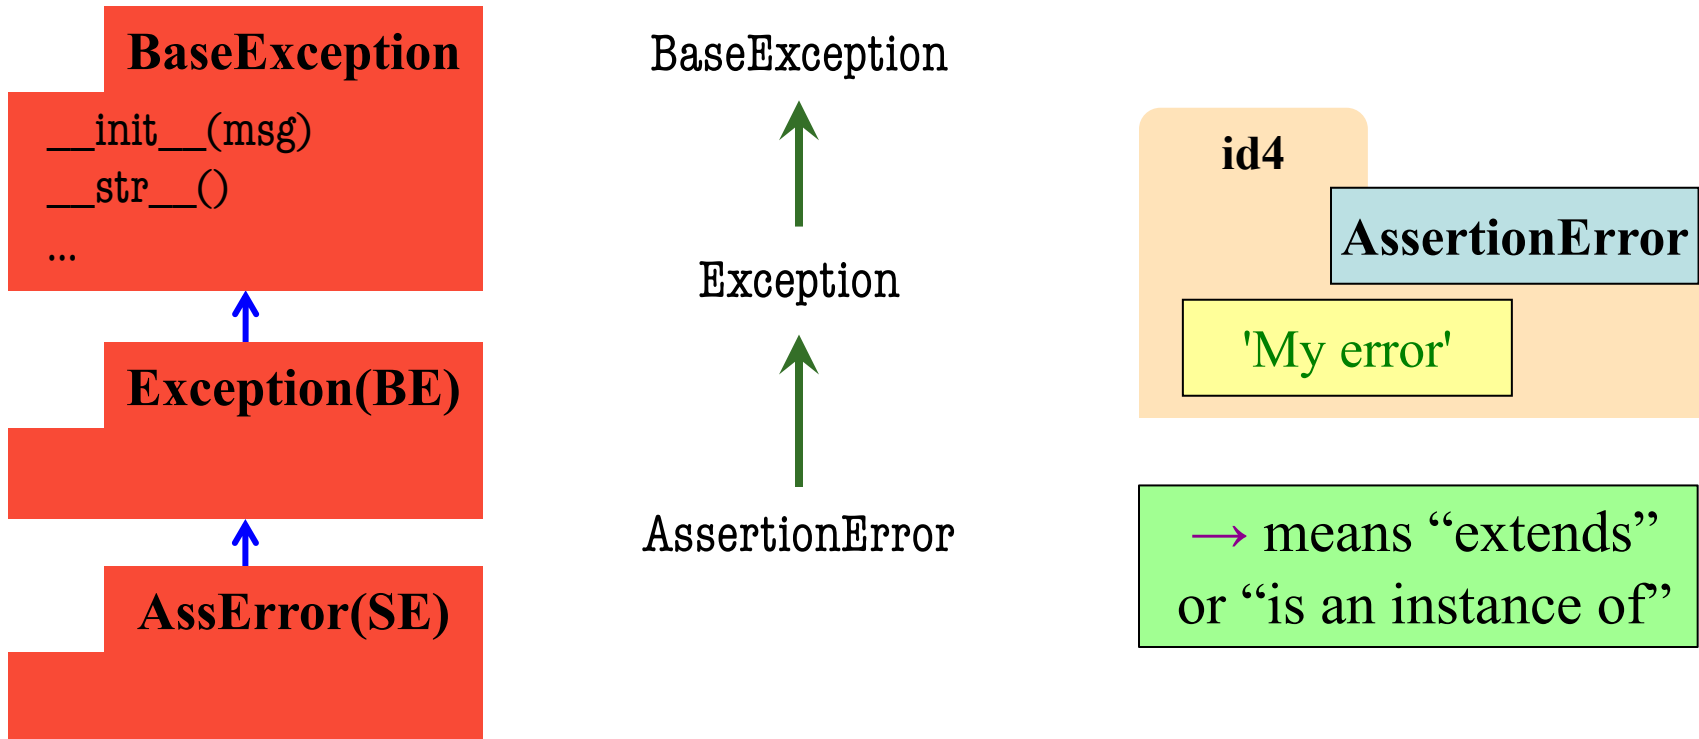 BaseException
__init__(msg)
__str__()
...
Exception(BE)
AssError(SE)
BaseException
Exception
AssertionError
id4
AssertionError
'My error'
→ means “extends”
or “is an instance of”